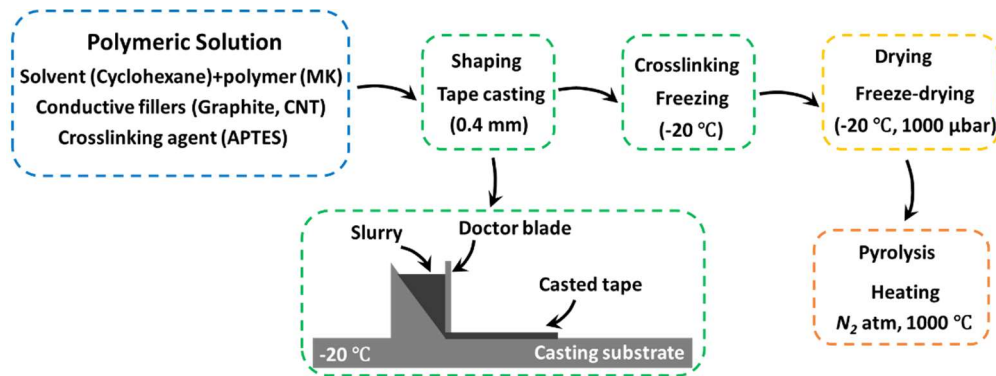 Polymeric Solution
Solvent (Cyclohexane)+polymer (MK)
Conductive fillers (Graphite, CNT)
Crosslinking agent (APTES)
Shaping
Tape casting
(0.4 mm)
Crosslinking
Freezing
(-20 ℃)
Drying
Freeze-drying
(-20 ℃, 1000 µbar)
Pyrolysis
Heating
N₂ atm, 1000 ℃
Slurry
Doctor blade
Casted tape
-20 ℃
Casting substrate